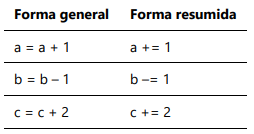 Forma general Forma resumida
a = a + 1 a += 1
b = b – 1 b –= 1
c = c + 2 c += 2